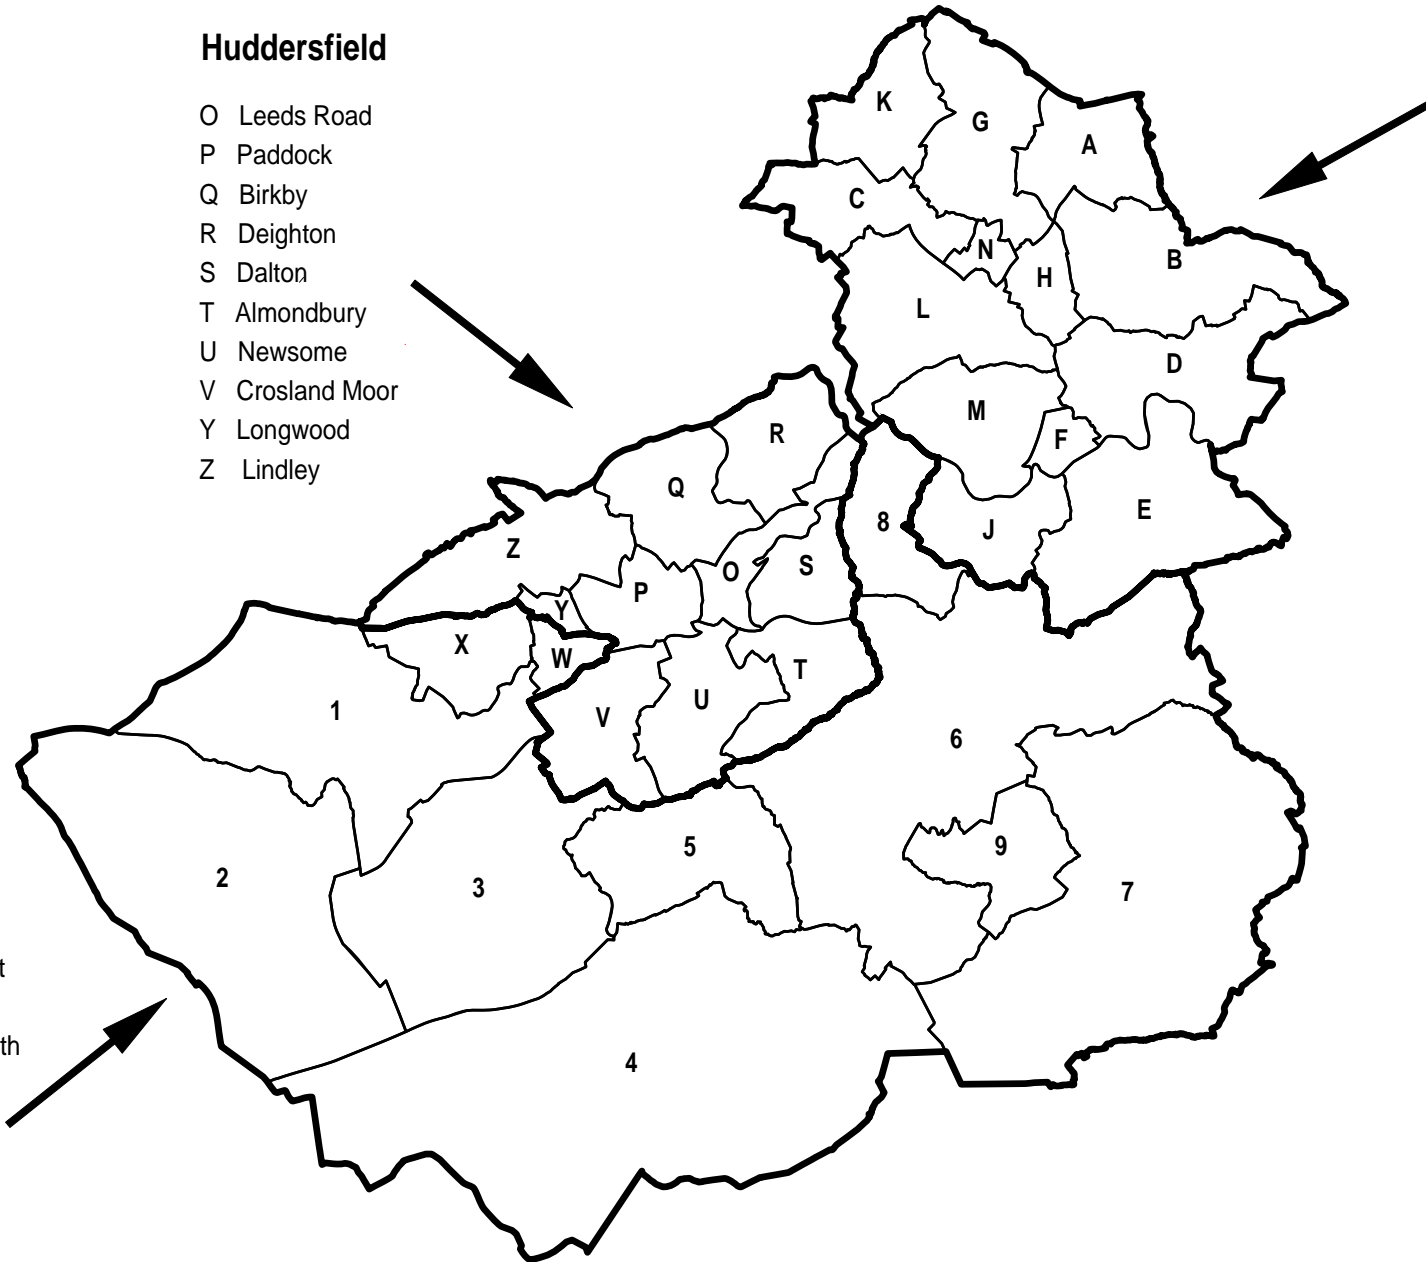 Huddersfield
O Leeds Road
P Paddock
Q Birkby
R Deighton
S Dalton
T Almondbury
U Newsome
V Crosland Moor
Y Longwood
Z Lindley
K
G
A
C
N
H
B
L
D
M
F
R
Q
8
J
E
Z
O
S
P
Y
X
W
T
1
V
U
6
2
3
5
9
7
t
th
4